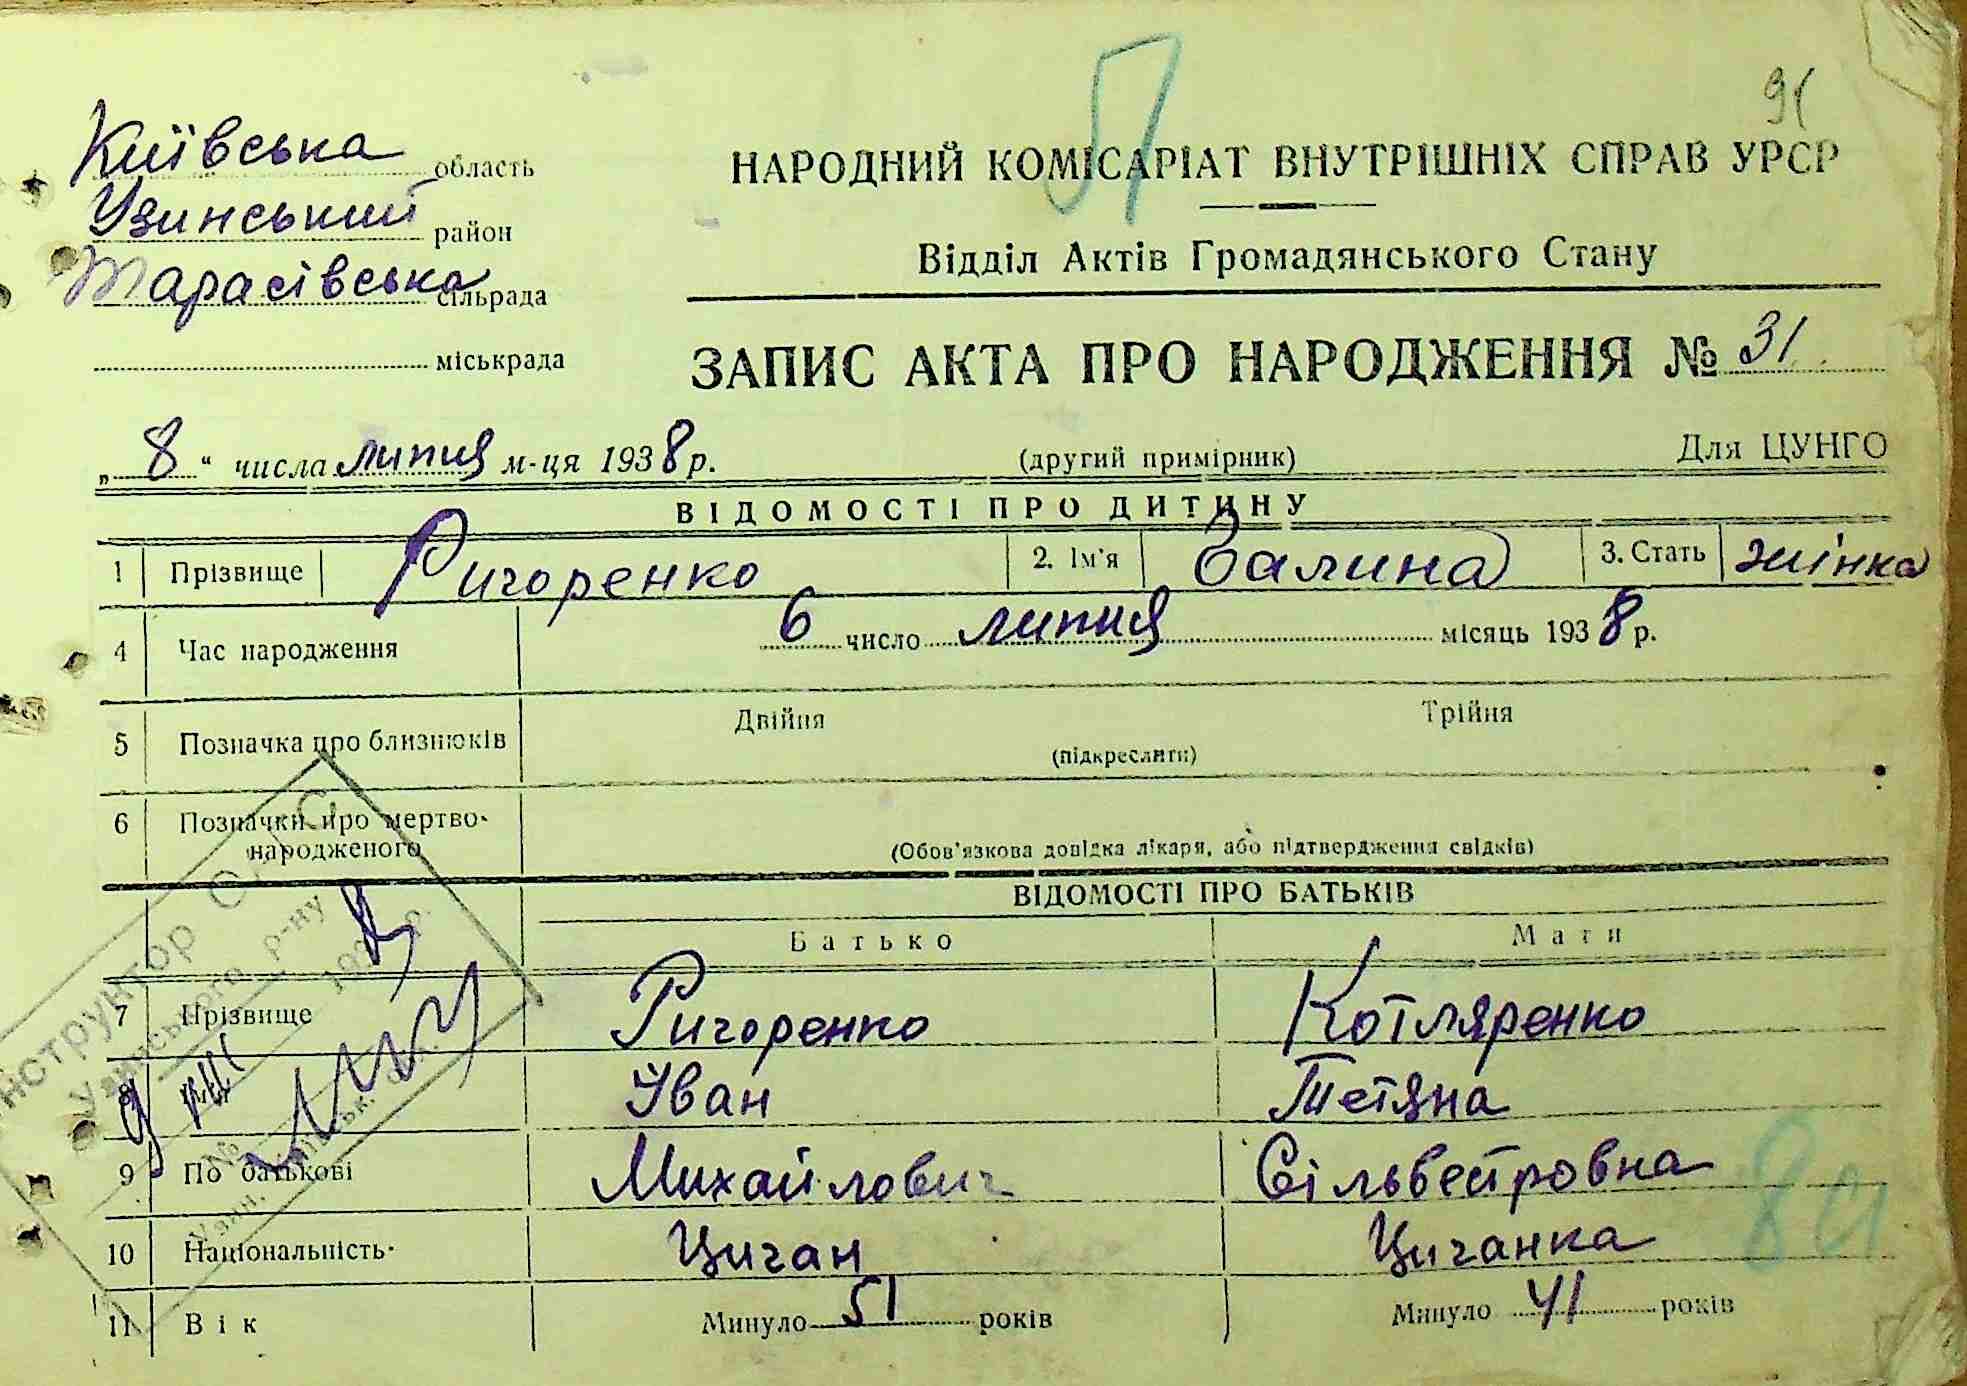 91
Київська область
НАРОДНИЙ КОМІСАРІАТ ВНУТРІШНІХ СПРАВ УРСР
Узинський район
Відділ Актів Громадянського Стану
Тарасівська сільрада
міськрада
ЗАПИС АКТА ПРО НАРОДЖЕННЯ № 31
„ 8 “ числа липня м-ця 1938 р. (другий примірник) Для ЦУНГО
ВІДОМОСТІ ПРО ДИТИНУ
1 Прізвище Ригоренко 2. Ім'я Галина 3. Стать жінка
4 Час народження 6 число липня місяць 1938 р.
5 Позначка про близнюків Двійня Трійня
(підкреслити)
6 Позначки про мертво-
народженого (Обов'язкова довідка лікаря, або підтвердження свідків)
ВІДОМОСТІ ПРО БАТЬКІВ
Батько Мати
7 Прізвище Ригоренко Котляренко
8 Іван Тетяна
9 По батькові Михайлович Сільвестровна
10 Національність Циган Циганка
11 Вік Минуло 51 років Минуло 41 років
Узинського р-ну